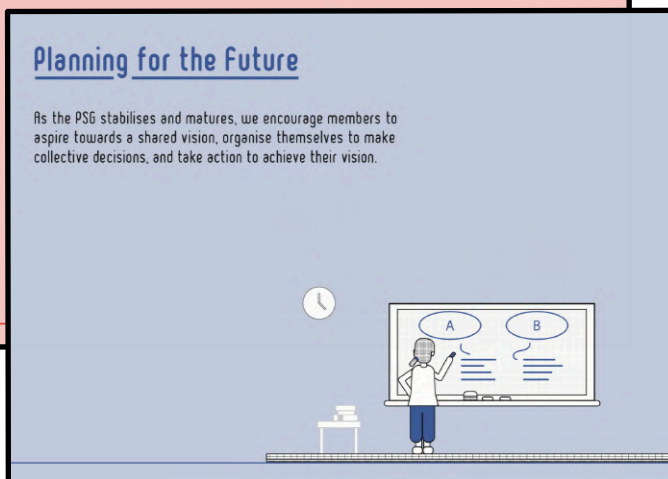 Planning for the Future
As the PSG stabilises and matures, we encourage members to
aspire towards a shared vision, organise themselves to make
collective decisions, and take action to achieve their vision.
A
B